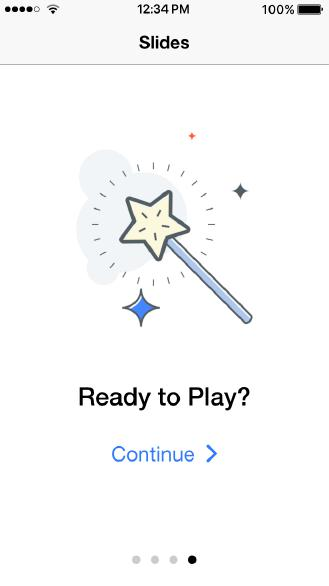 12:34 PM
100%
Slides
Ready to Play?
Continue